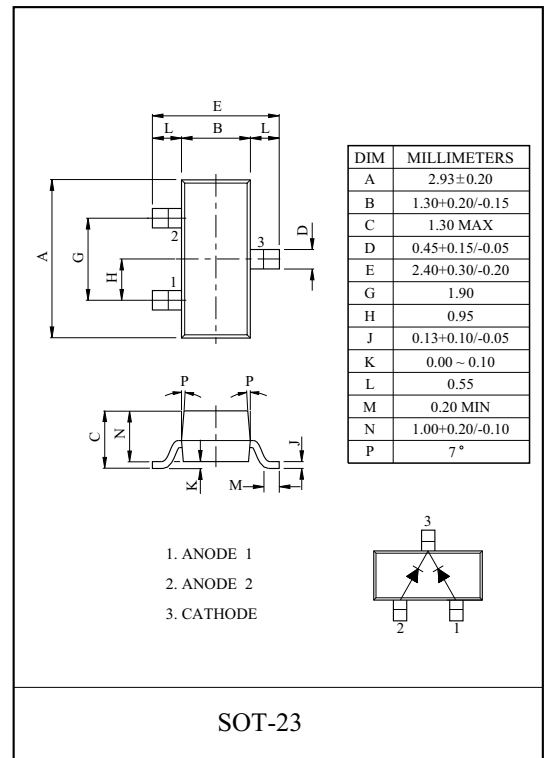 E
L B L
A
G
H
D
2
1
3
DIM MILLIMETERS
A 2.93±0.20
B 1.30+0.20/-0.15
C 1.30 MAX
D 0.45+0.15/-0.05
E 2.40+0.30/-0.20
G 1.90
H 0.95
J 0.13+0.10/-0.05
K 0.00 ~ 0.10
L 0.55
M 0.20 MIN
N 1.00+0.20/-0.10
P 7°
P P
C
N
K
M
J
1. ANODE 1
2. ANODE 2
3. CATHODE
3
2 1
SOT-23